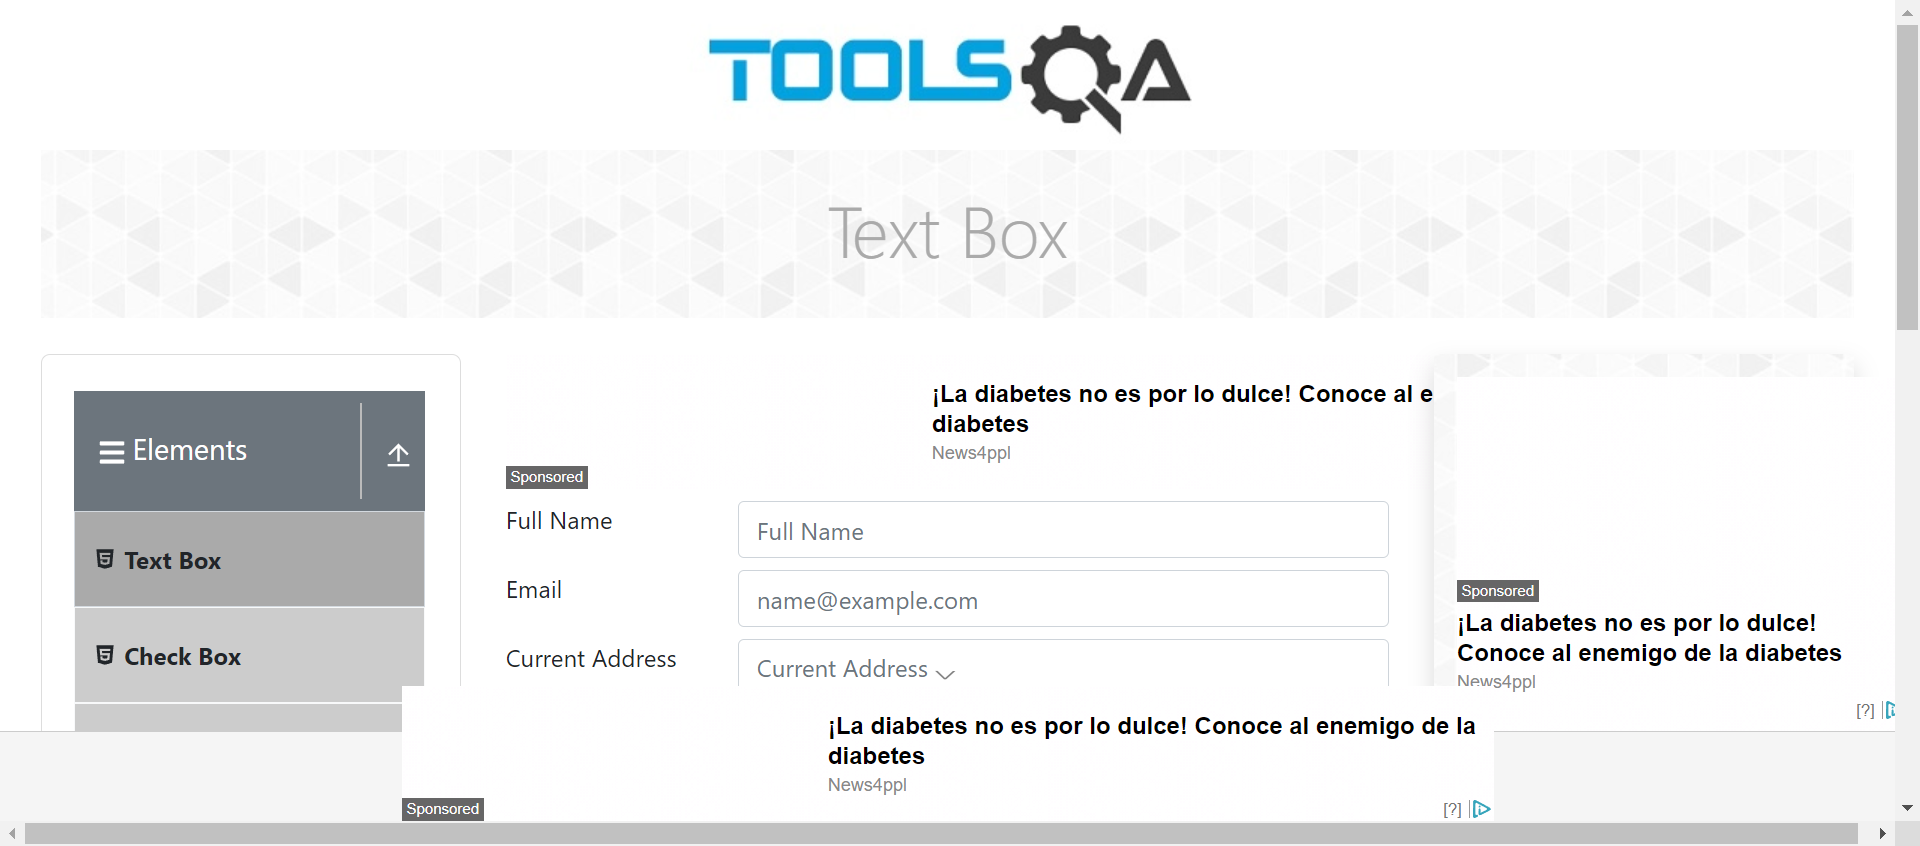 TOOLSQA
Text Box
Elements
Text Box
Check Box
¡La diabetes no es por lo dulce! Conoce al e
diabetes
News4ppl
Sponsored
Full Name
Full Name
Email
name@example.com
Current Address
Current Address
Sponsored
¡La diabetes no es por lo dulce!
Conoce al enemigo de la diabetes
News4ppl
[?]
¡La diabetes no es por lo dulce! Conoce al enemigo de la
diabetes
News4ppl
Sponsored
[?]